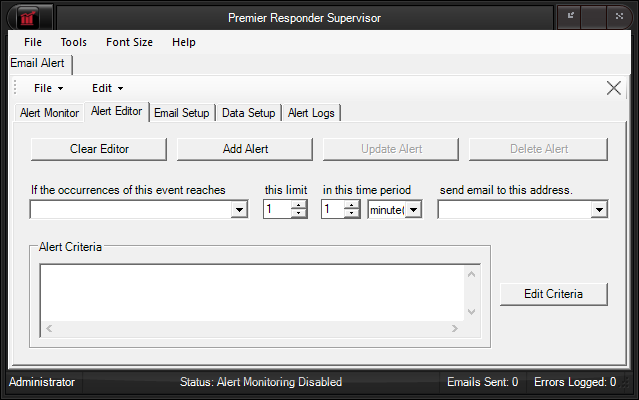 Premier Responder Supervisor
File Tools Font Size Help
Email Alert
File Edit
Alert Monitor Alert Editor Email Setup Data Setup Alert Logs
Clear Editor Add Alert Update Alert Delete Alert
If the occurrences of this event reaches this limit in this time period send email to this address.
1 1 minute(
Alert Criteria
Edit Criteria
Administrator Status: Alert Monitoring Disabled Emails Sent: 0 Errors Logged: 0